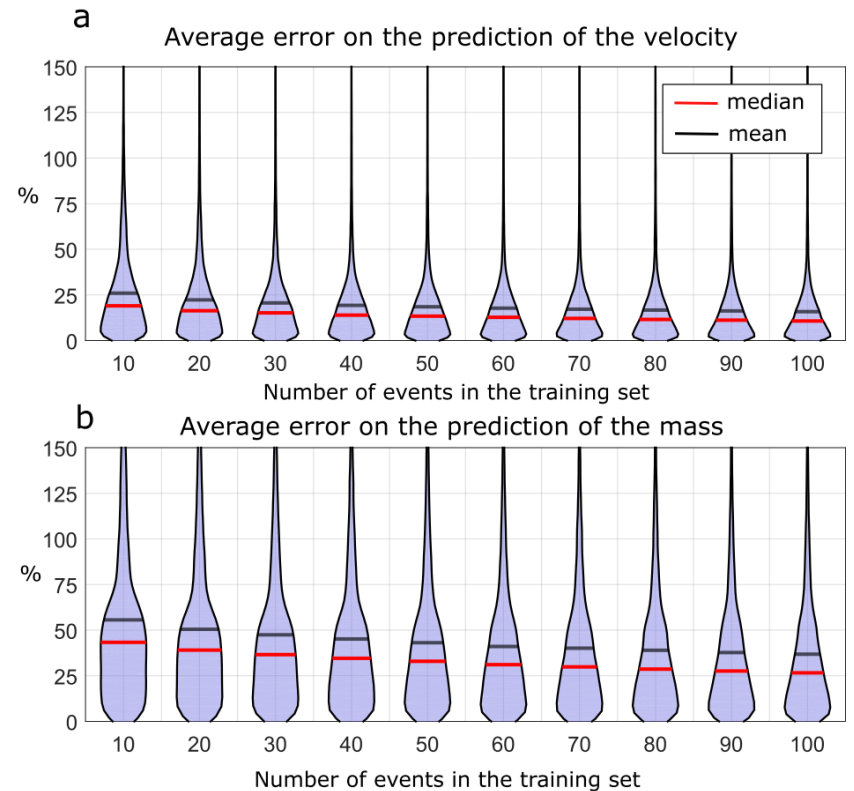 a
Average error on the prediction of the velocity
150
125
100
75
50
25
0
%
median
mean
10 20 30 40 50 60 70 80 90 100
Number of events in the training set
b
Average error on the prediction of the mass
150
125
100
75
50
25
0
%
10 20 30 40 50 60 70 80 90 100
Number of events in the training set